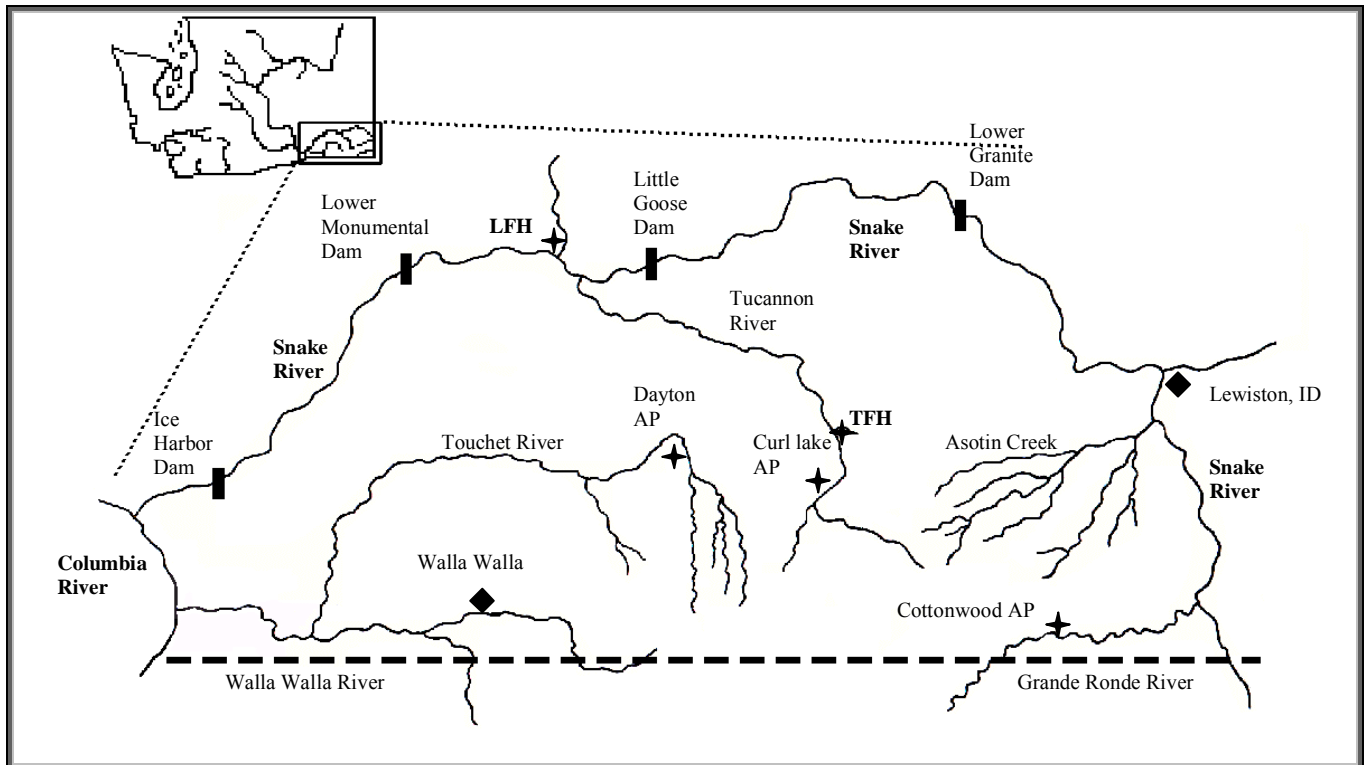 Lower
Granite
Dam
Little
Goose
Dam
Lower
Monumental
Dam
LFH
Snake
River
Tucannon
River
Snake
River
Lewiston, ID
Dayton
AP
Ice
Harbor
Dam
Touchet River
Curl lake
AP
TFH
Asotin Creek
Snake
River
Columbia
River
Walla Walla
Cottonwood AP
Walla Walla River
Grande Ronde River